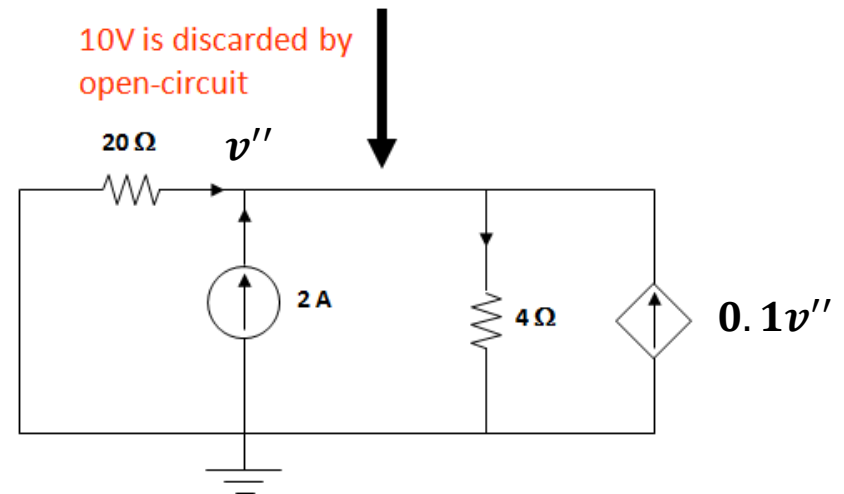 10V is discarded by
open-circuit
20 Ω
v′′
2 A
4 Ω
0.1v′′